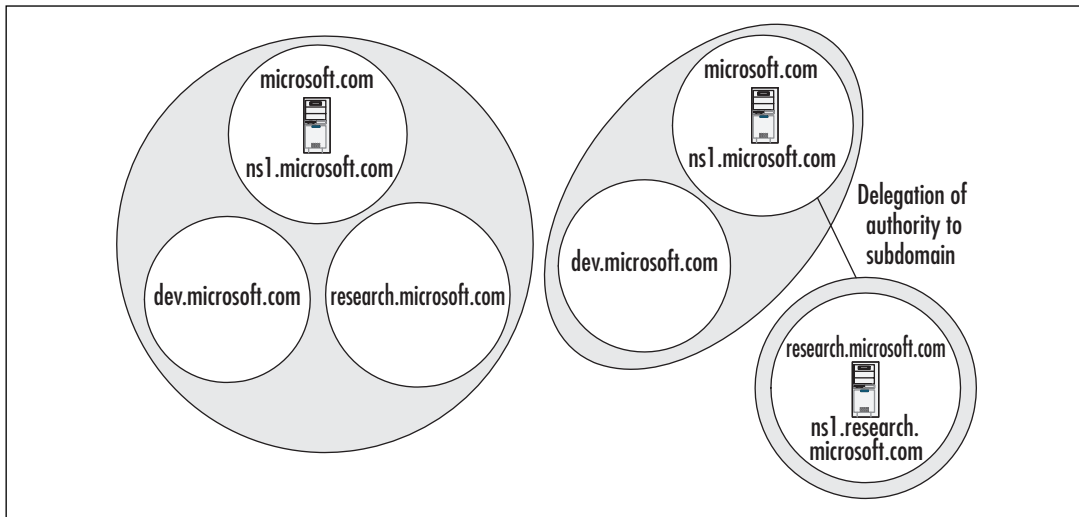 microsoft.com
ns1.microsoft.com
dev.microsoft.com
research.microsoft.com
microsoft.com
ns1.microsoft.com
dev.microsoft.com
Delegation of
authority to
subdomain
research.microsoft.com
ns1.research.
microsoft.com